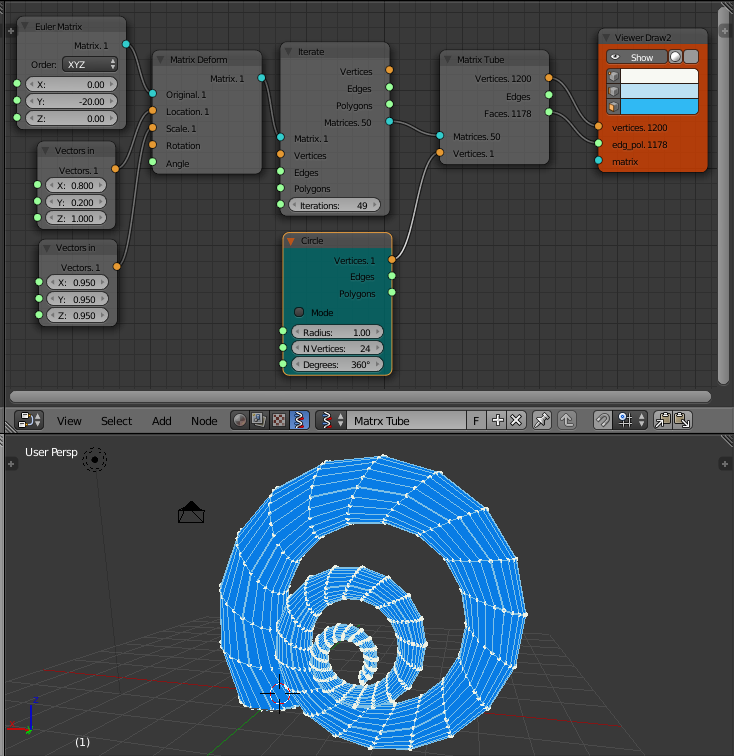 Euler Matrix
Matrix. 1
Order: XYZ
X: 0.00
Y: -20.00
Z: 0.00
Vectors in
Vectors. 1
X: 0.800
Y: 0.200
Z: 1.000
Vectors in
Vectors. 1
X: 0.950
Y: 0.950
Z: 0.950
Matrix Deform
Matrix. 1
Original. 1
Location. 1
Scale. 1
Rotation
Angle
Iterate
Vertices
Edges
Polygons
Matrices. 50
Matrix. 1
Vertices
Edges
Polygons
Iterations: 49
Circle
Vertices. 1
Edges
Polygons
Mode
Radius: 1.00
N Vertices: 24
Degrees: 360°
Matrix Tube
Vertices. 1200
Edges
Faces. 1178
Matrices. 50
Vertices. 1
Viewer Draw2
Show
vertices. 1200
edg_pol. 1178
matrix
View Select Add Node Matrx Tube F
User Persp
z
x
(1)